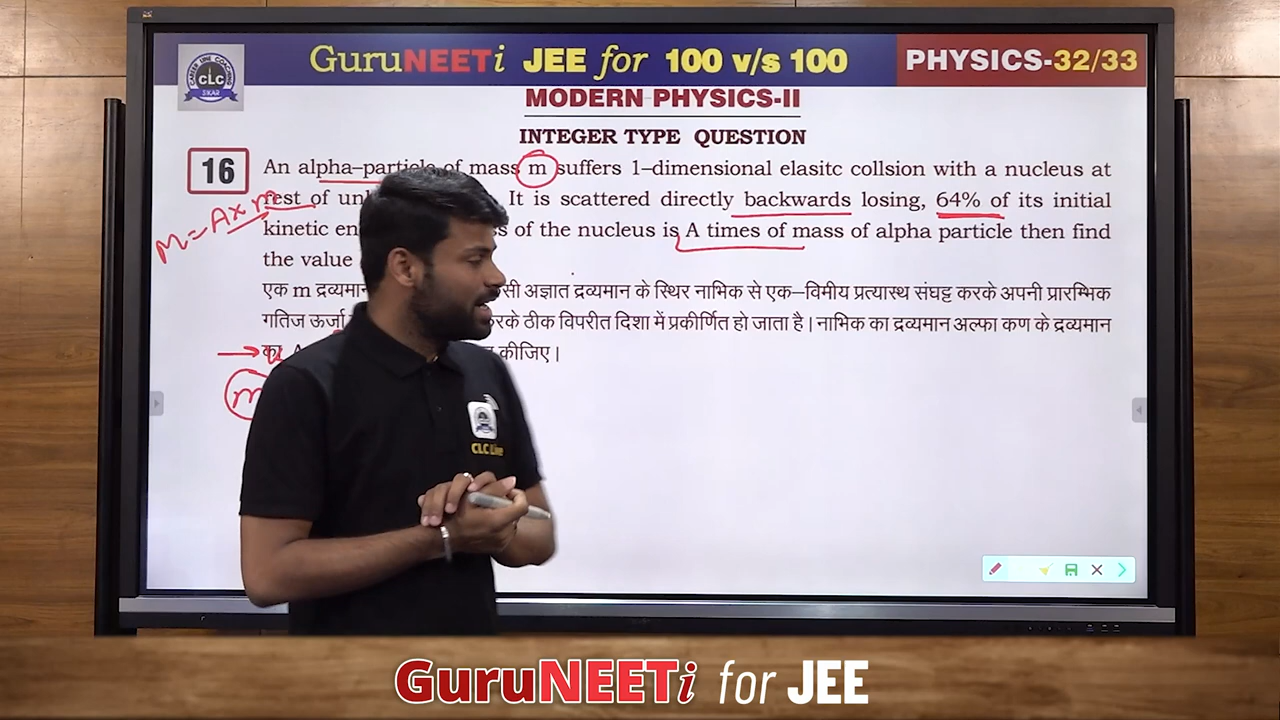 GuruNEETi JEE for 100 v/s 100
PHYSICS-32/33
CLC
SIKAR
MODERN PHYSICS-II
INTEGER TYPE QUESTION
16
An alpha–particle of mass m suffers 1–dimensional elasitc collsion with a nucleus at
rest of It is scattered directly backwards losing, 64% of its initial
kinetic of the nucleus is A times of mass of alpha particle then find
the value
एक m द्रव्यमान अज्ञात द्रव्यमान के स्थिर नाभिक से एक–विमीय प्रत्यास्थ संघट्ट करके अपनी प्रारम्भिक
गतिज ऊर्जा ठीक विपरीत दिशा में प्रकीर्णित हो जाता है। नाभिक का द्रव्यमान अल्फा कण के द्रव्यमान
का कीजिए।
M = A x m
u
m
CLC Live
GuruNEETi for JEE